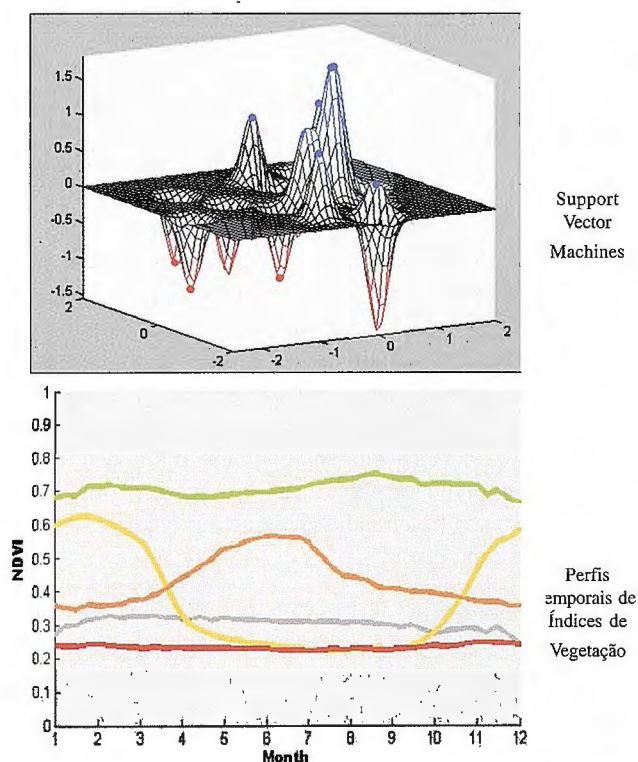 1.5
1
0.5
0
-0.5
-1
-1.5
2
0
-2
-2
-1
0
1
2
Support
Vector
Machines
1
0.9
0.8
0.7
0.6
0.5
0.4
0.3
0.2
0.1
0
NDVI
1 2 3 4 5 6 7 8 9 10 11 12
Month
Perfis
emporais de
Índices de
Vegetação